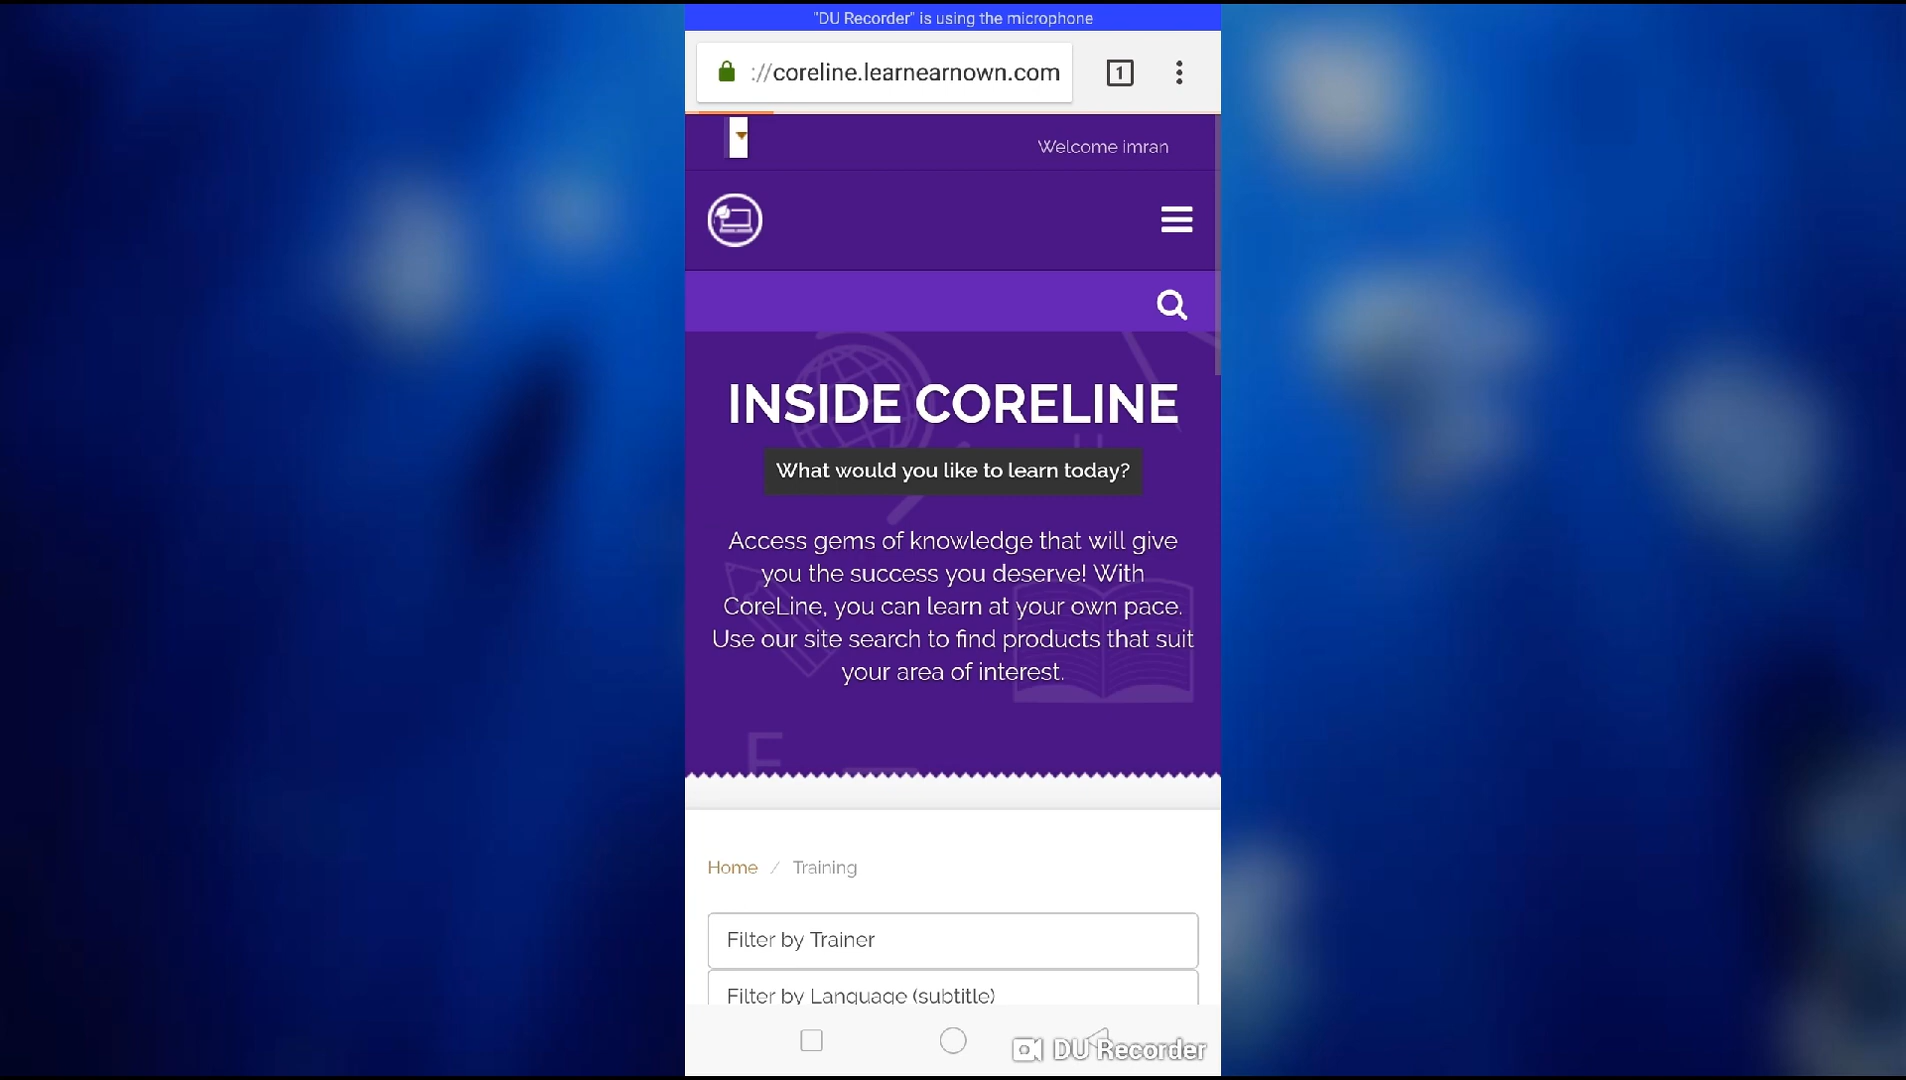 "DU Recorder" is using the microphone
://coreline.learnearnown.com
1
Welcome imran
INSIDE CORELINE
What would you like to learn today?
Access gems of knowledge that will give
you the success you deserve! With
CoreLine, you can learn at your own pace.
Use our site search to find products that suit
your area of interest.
F
Home / Training
Filter by Trainer
Filter by Language (subtitle)
DU Recorder